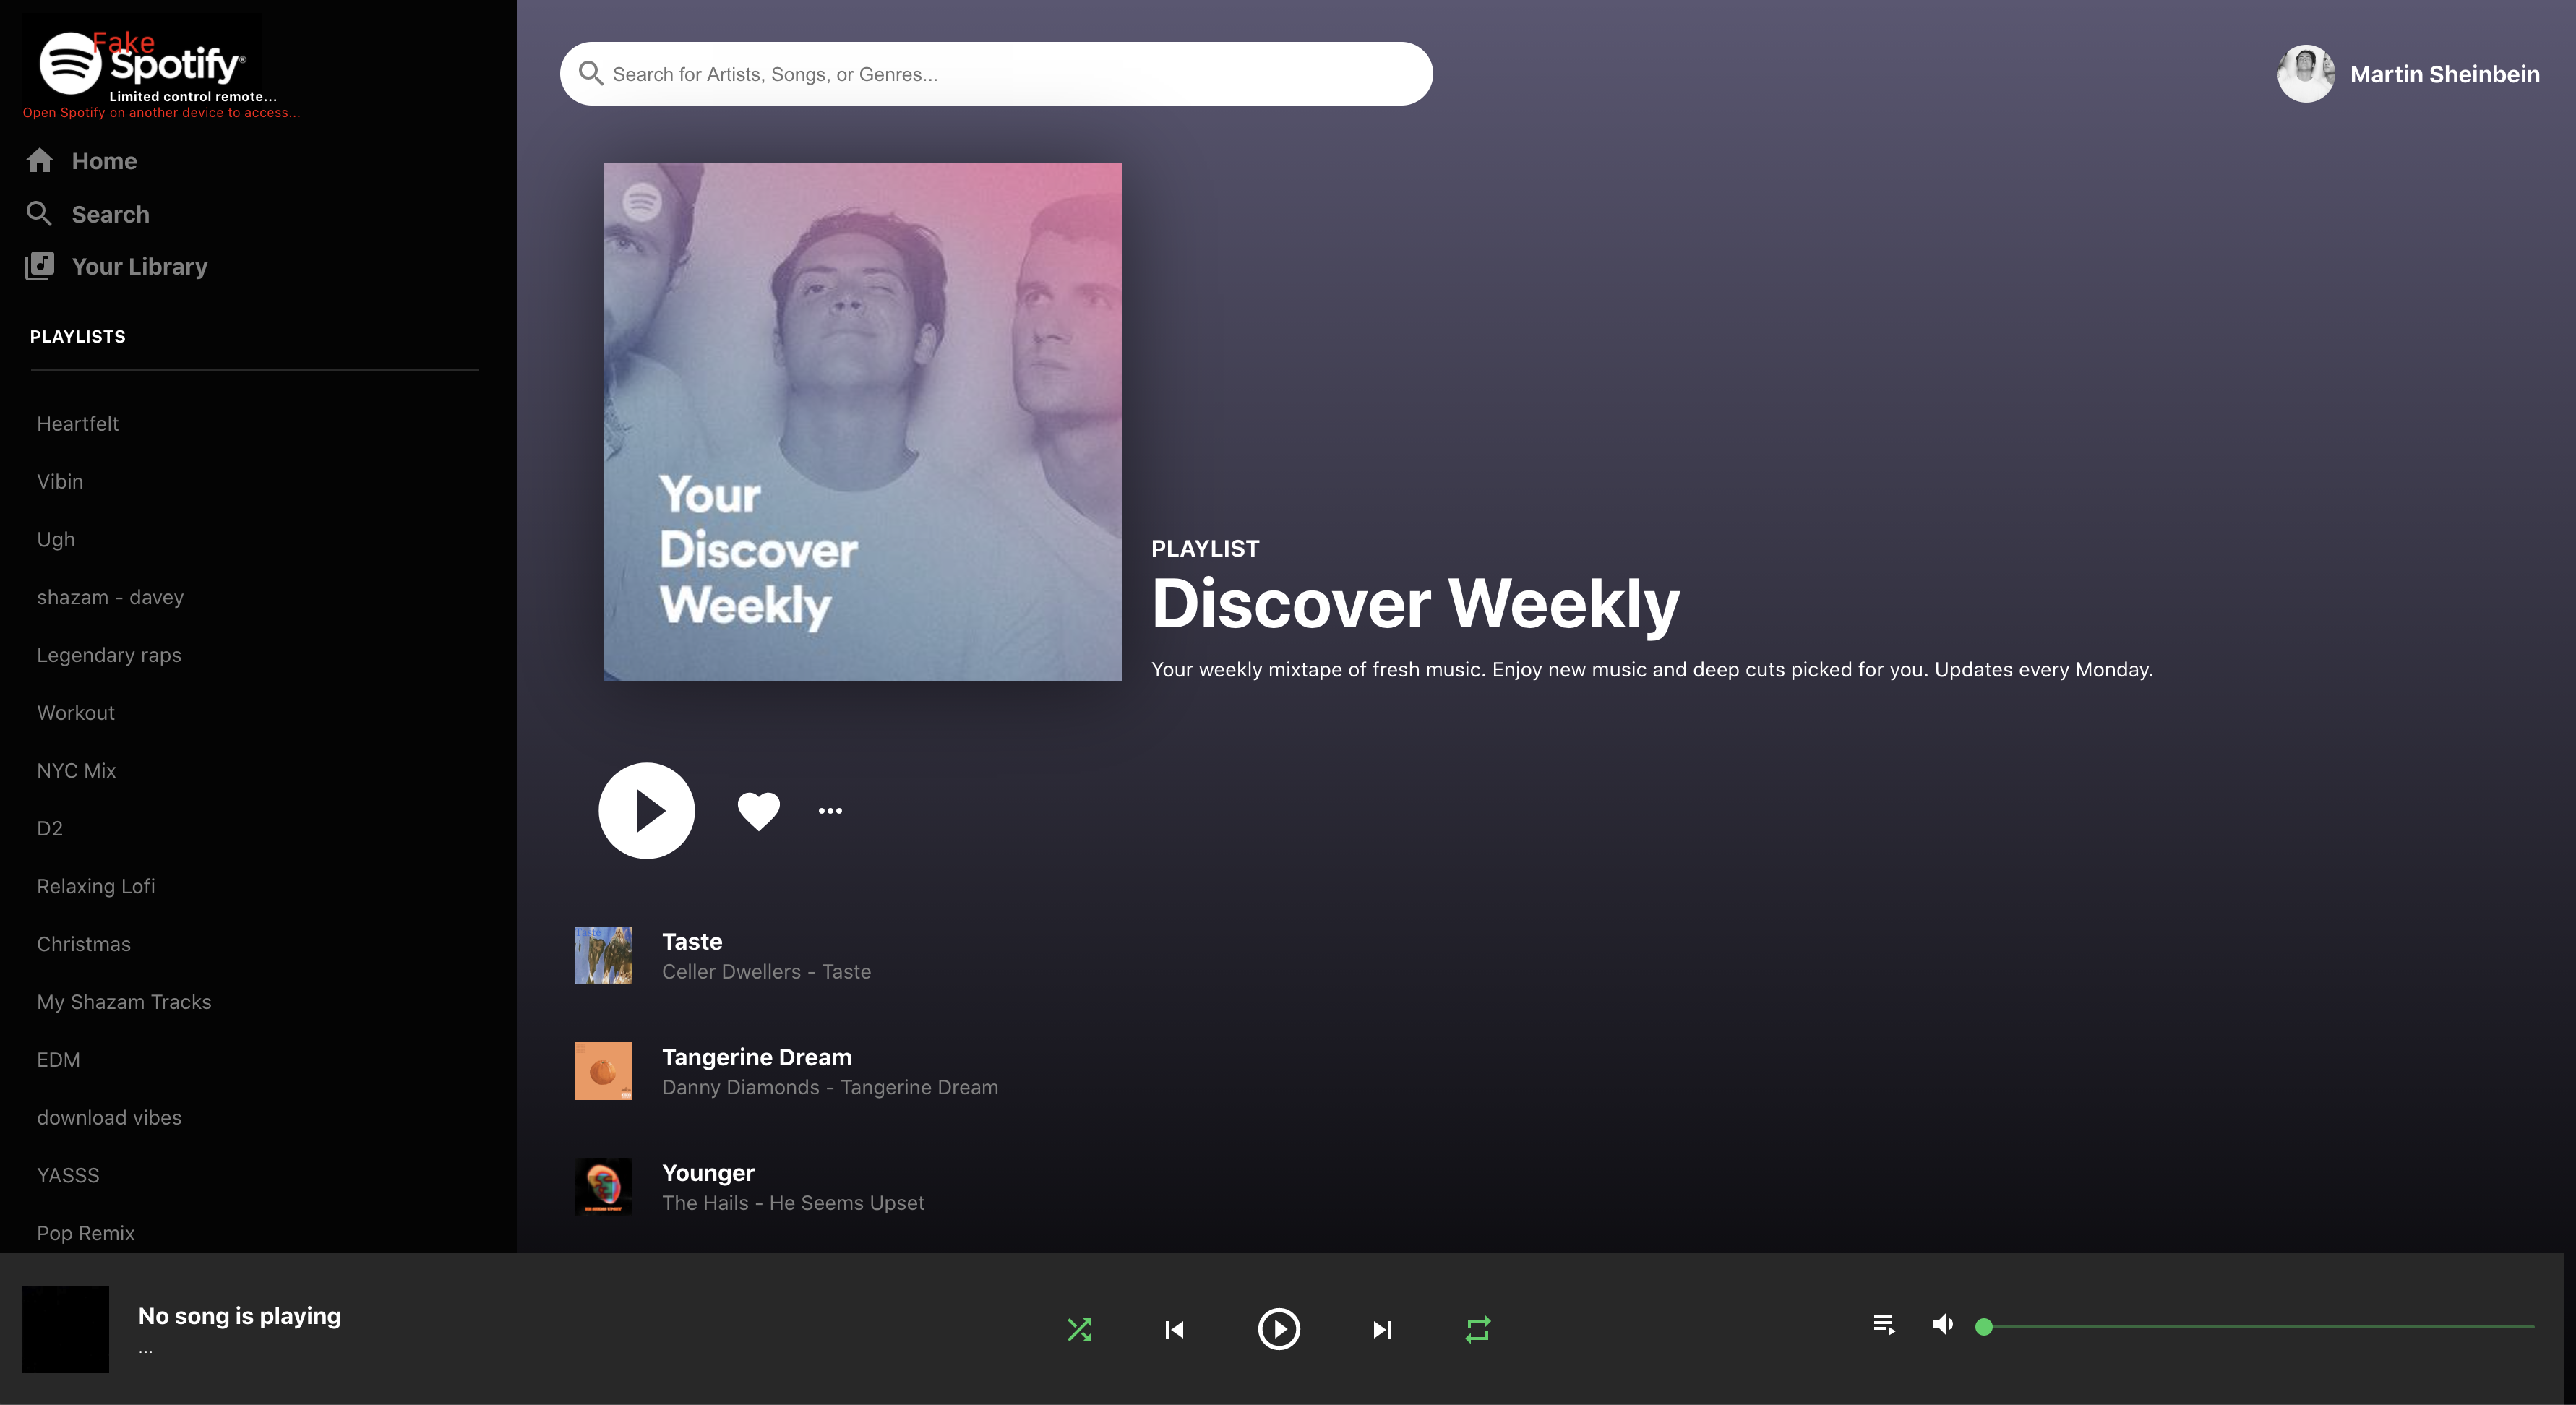 Fake
Spotify®
Limited control remote...
Open Spotify on another device to access...
Home
Search
Your Library
PLAYLISTS
Heartfelt
Vibin
Ugh
shazam - davey
Legendary raps
Workout
NYC Mix
D2
Relaxing Lofi
Christmas
My Shazam Tracks
EDM
download vibes
YASSS
Pop Remix
Search for Artists, Songs, or Genres...
Martin Sheinbein
Your
Discover
Weekly
PLAYLIST
Discover Weekly
Your weekly mixtape of fresh music. Enjoy new music and deep cuts picked for you. Updates every Monday.
Taste
Taste
Celler Dwellers - Taste
Tangerine Dream
Danny Diamonds - Tangerine Dream
Younger
The Hails - He Seems Upset
HE SEEMS UPSET
No song is playing
...